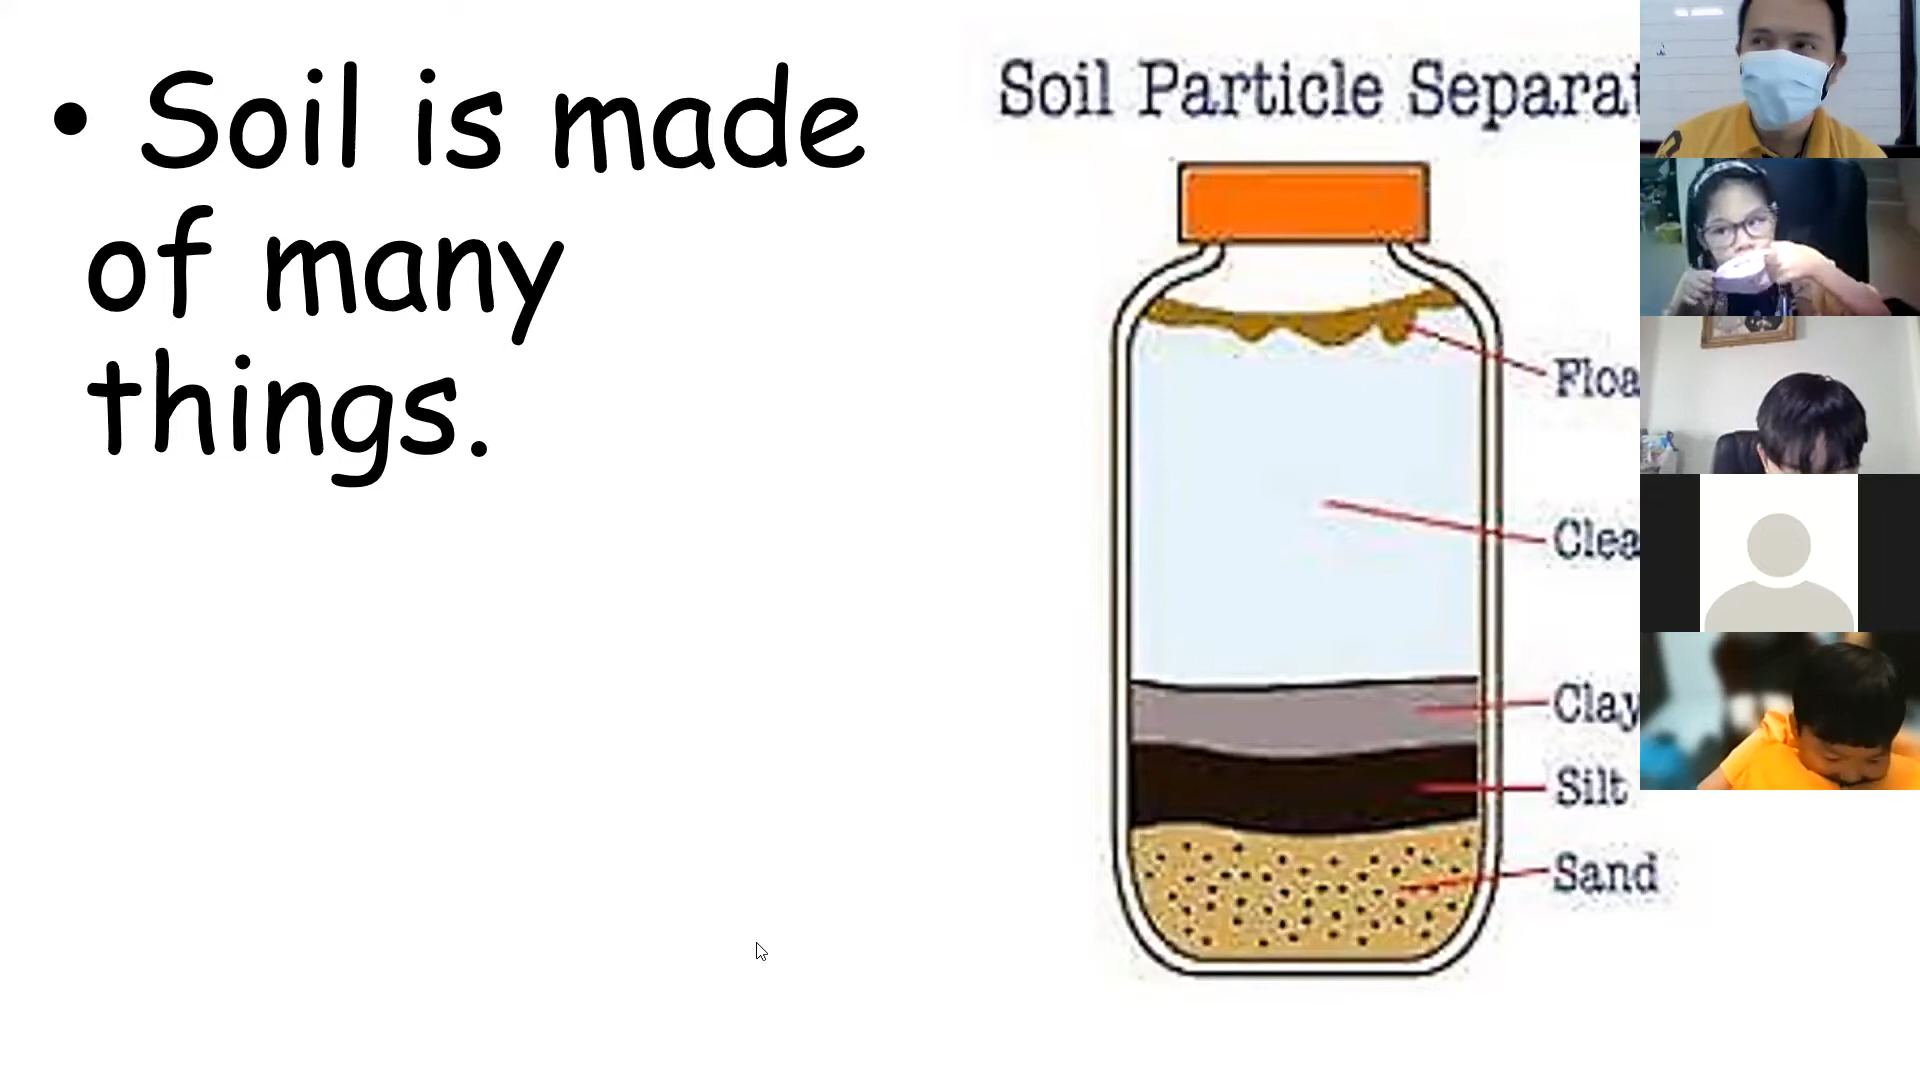 • Soil is made
of many
things.
Soil Particle Separat
Floa
Clea
Clay
Silt
Sand